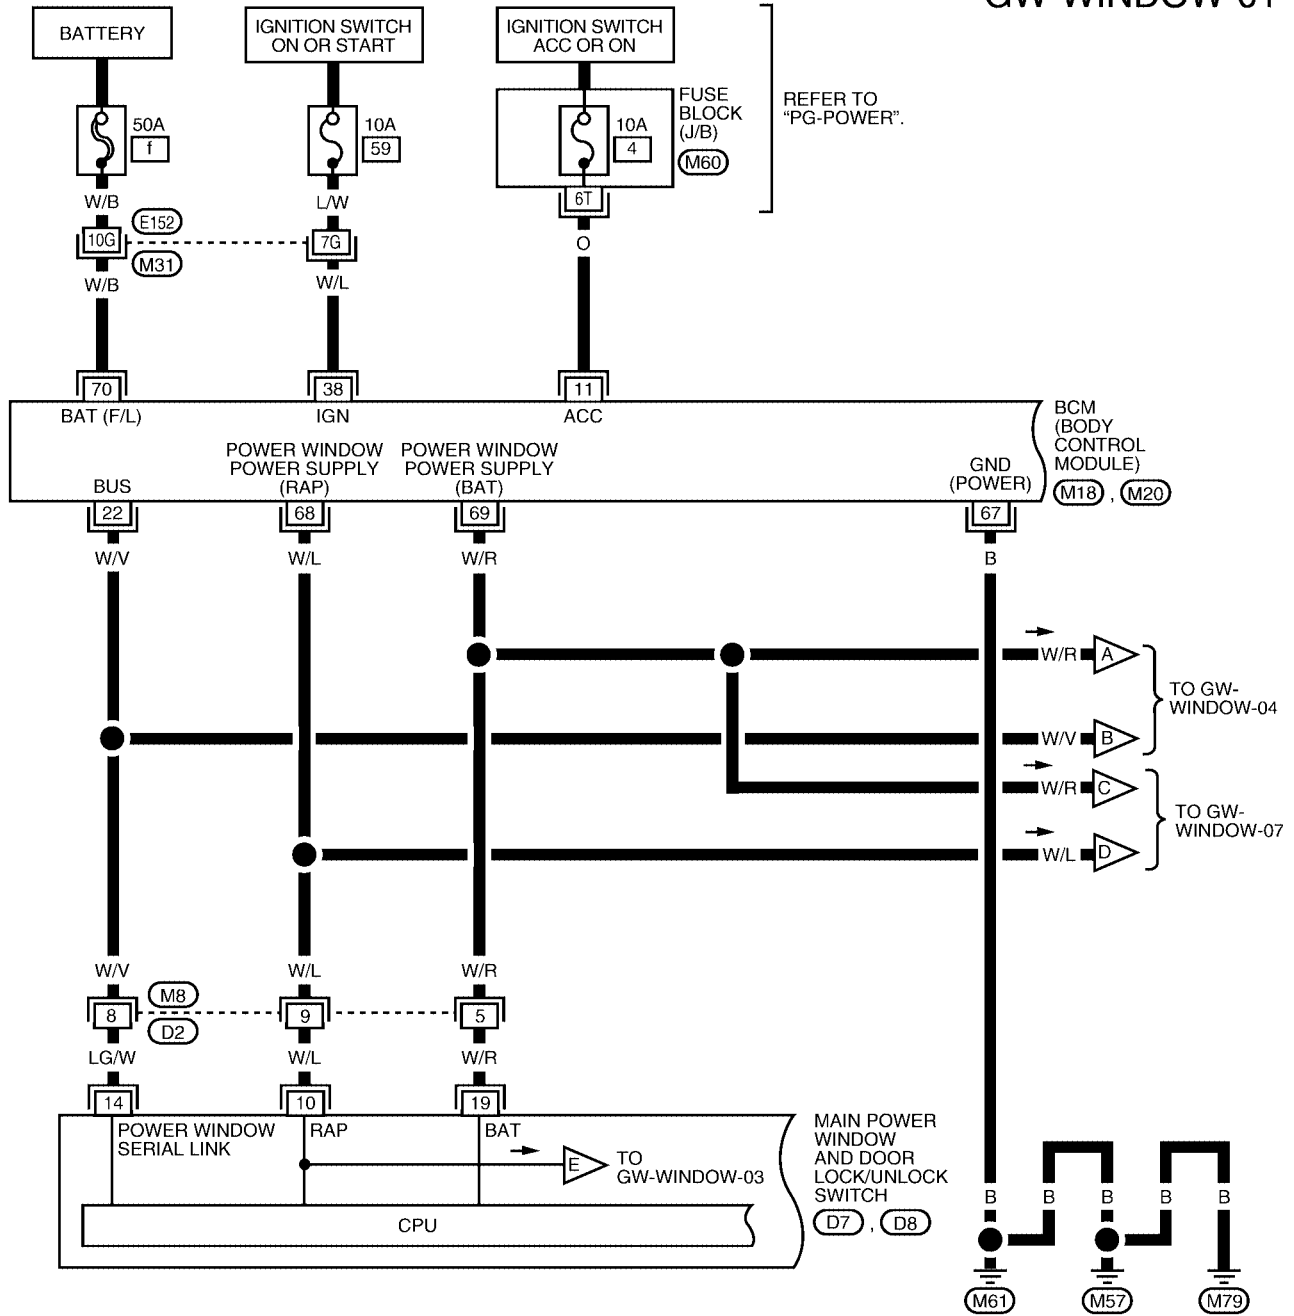 GW-WINDOW-01
BATTERY
IGNITION SWITCH
ON OR START
IGNITION SWITCH
ACC OR ON
50A
f
10A
59
10A
4
FUSE
BLOCK
(J/B)
M60
REFER TO
“PG-POWER”.
W/B
L/W
6T
E152
10G
7G
O
M31
W/B
W/L
70
38
11
BAT (F/L)
IGN
ACC
BCM
(BODY
CONTROL
MODULE)
M18 , M20
POWER WINDOW
POWER SUPPLY
(RAP)
POWER WINDOW
POWER SUPPLY
(BAT)
BUS
GND
(POWER)
22
68
69
67
W/V
W/L
W/R
B
W/R
A
W/V
B
TO GW-
WINDOW-04
W/R
C
W/L
D
TO GW-
WINDOW-07
W/V
W/L
W/R
M8
8
9
5
D2
LG/W
W/L
W/R
14
10
19
POWER WINDOW
SERIAL LINK
RAP
BAT
E
TO
GW-WINDOW-03
CPU
MAIN POWER
WINDOW
AND DOOR
LOCK/UNLOCK
SWITCH
D7 , D8
B
B
B
B
B
M61
M57
M79